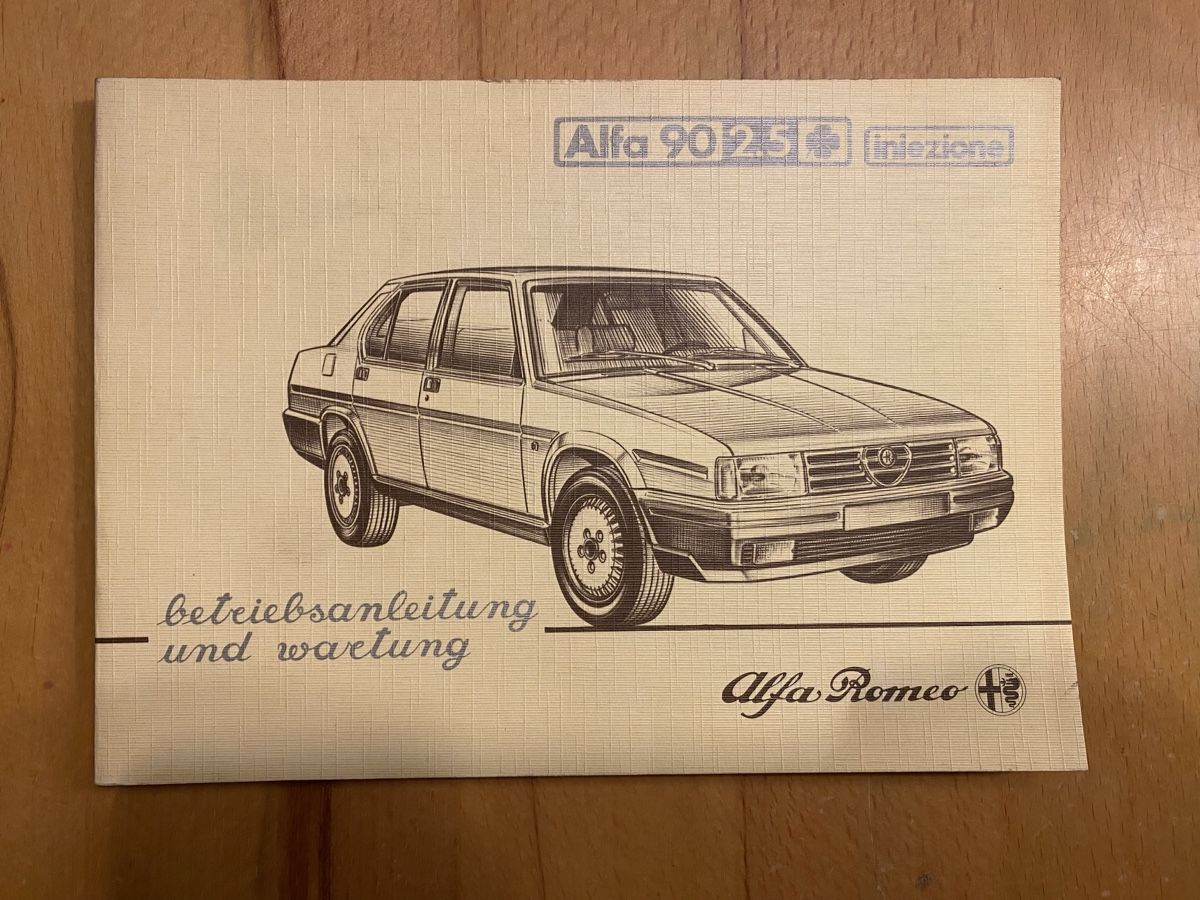 Alfa 90 2.5 iniezione
betriebsanleitung
und wartung
Alfa Romeo